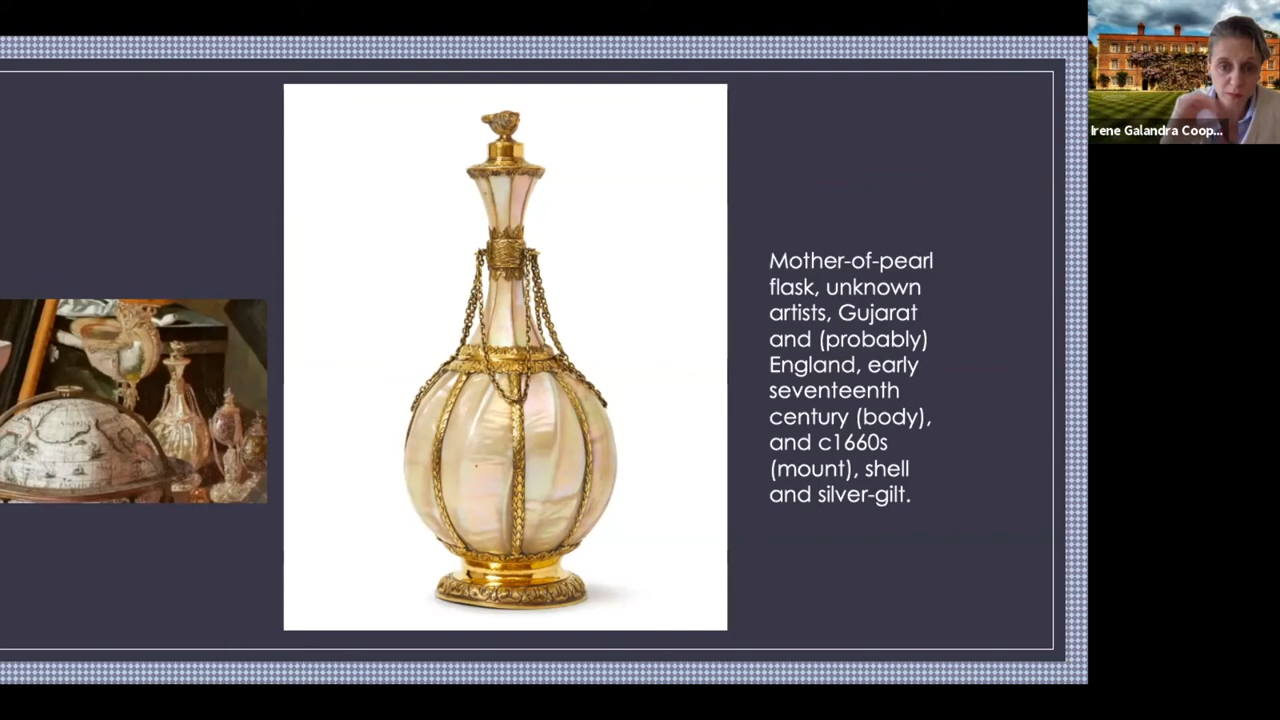 Mother-of-pearl
flask, unknown
artists, Gujarat
and (probably)
England, early
seventeenth
century (body),
and c1660s
(mount), shell
and silver-gilt.
Irene Galandra Coop...